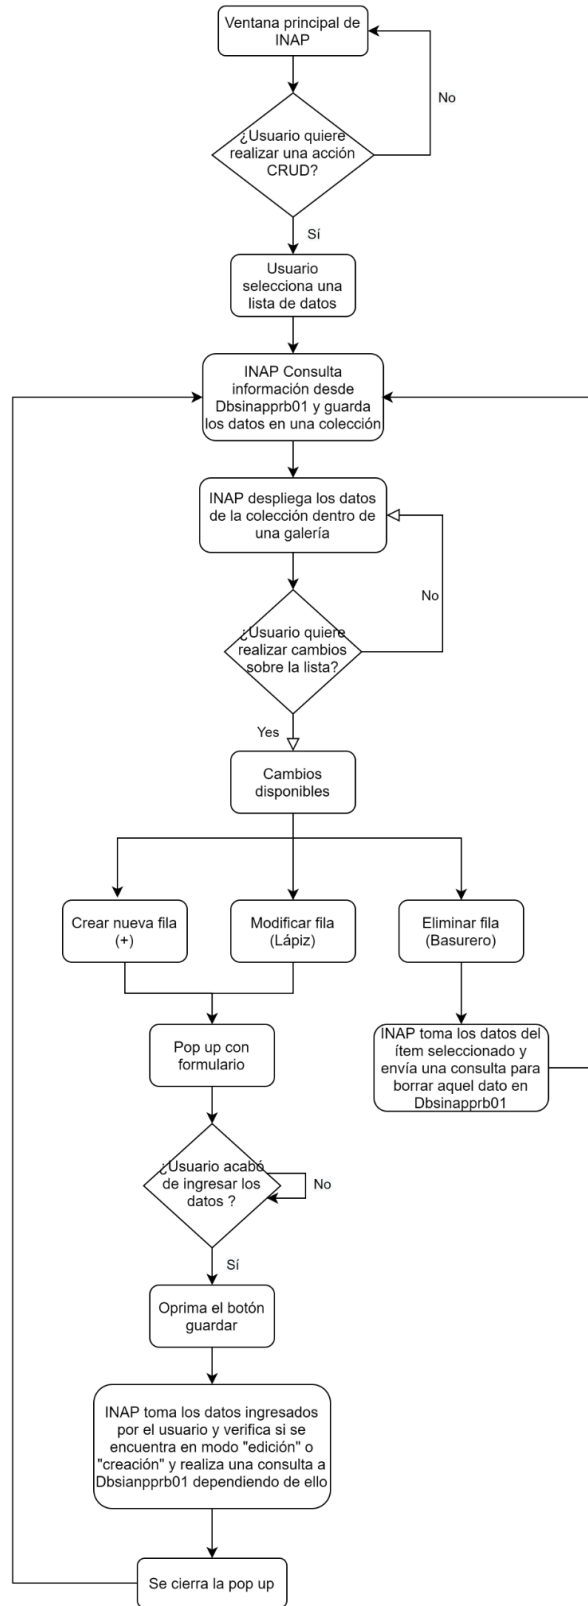 Ventana principal de
INAP
No
¿Usuario quiere
realizar una acción
CRUD?
Sí
Usuario
selecciona una
lista de datos
INAP Consulta
información desde
Dbsinapprb01 y guarda
los datos en una colección
INAP despliega los datos
de la colección dentro de
una galería
No
¿Usuario quiere
realizar cambios
sobre la lista?
Yes
Cambios
disponibles
Crear nueva fila
(+)
Modificar fila
(Lápiz)
Eliminar fila
(Basurero)
INAP toma los datos del
ítem seleccionado y
envía una consulta para
borrar aquel dato en
Dbsinapprb01
Pop up con
formulario
¿Usuario acabó
de ingresar los
datos ?
No
Sí
Oprima el botón
guardar
INAP toma los datos ingresados
por el usuario y verifica si se
encuentra en modo "edición" o
"creación" y realiza una consulta a
Dbsianpprb01 dependiendo de ello
Se cierra la pop up